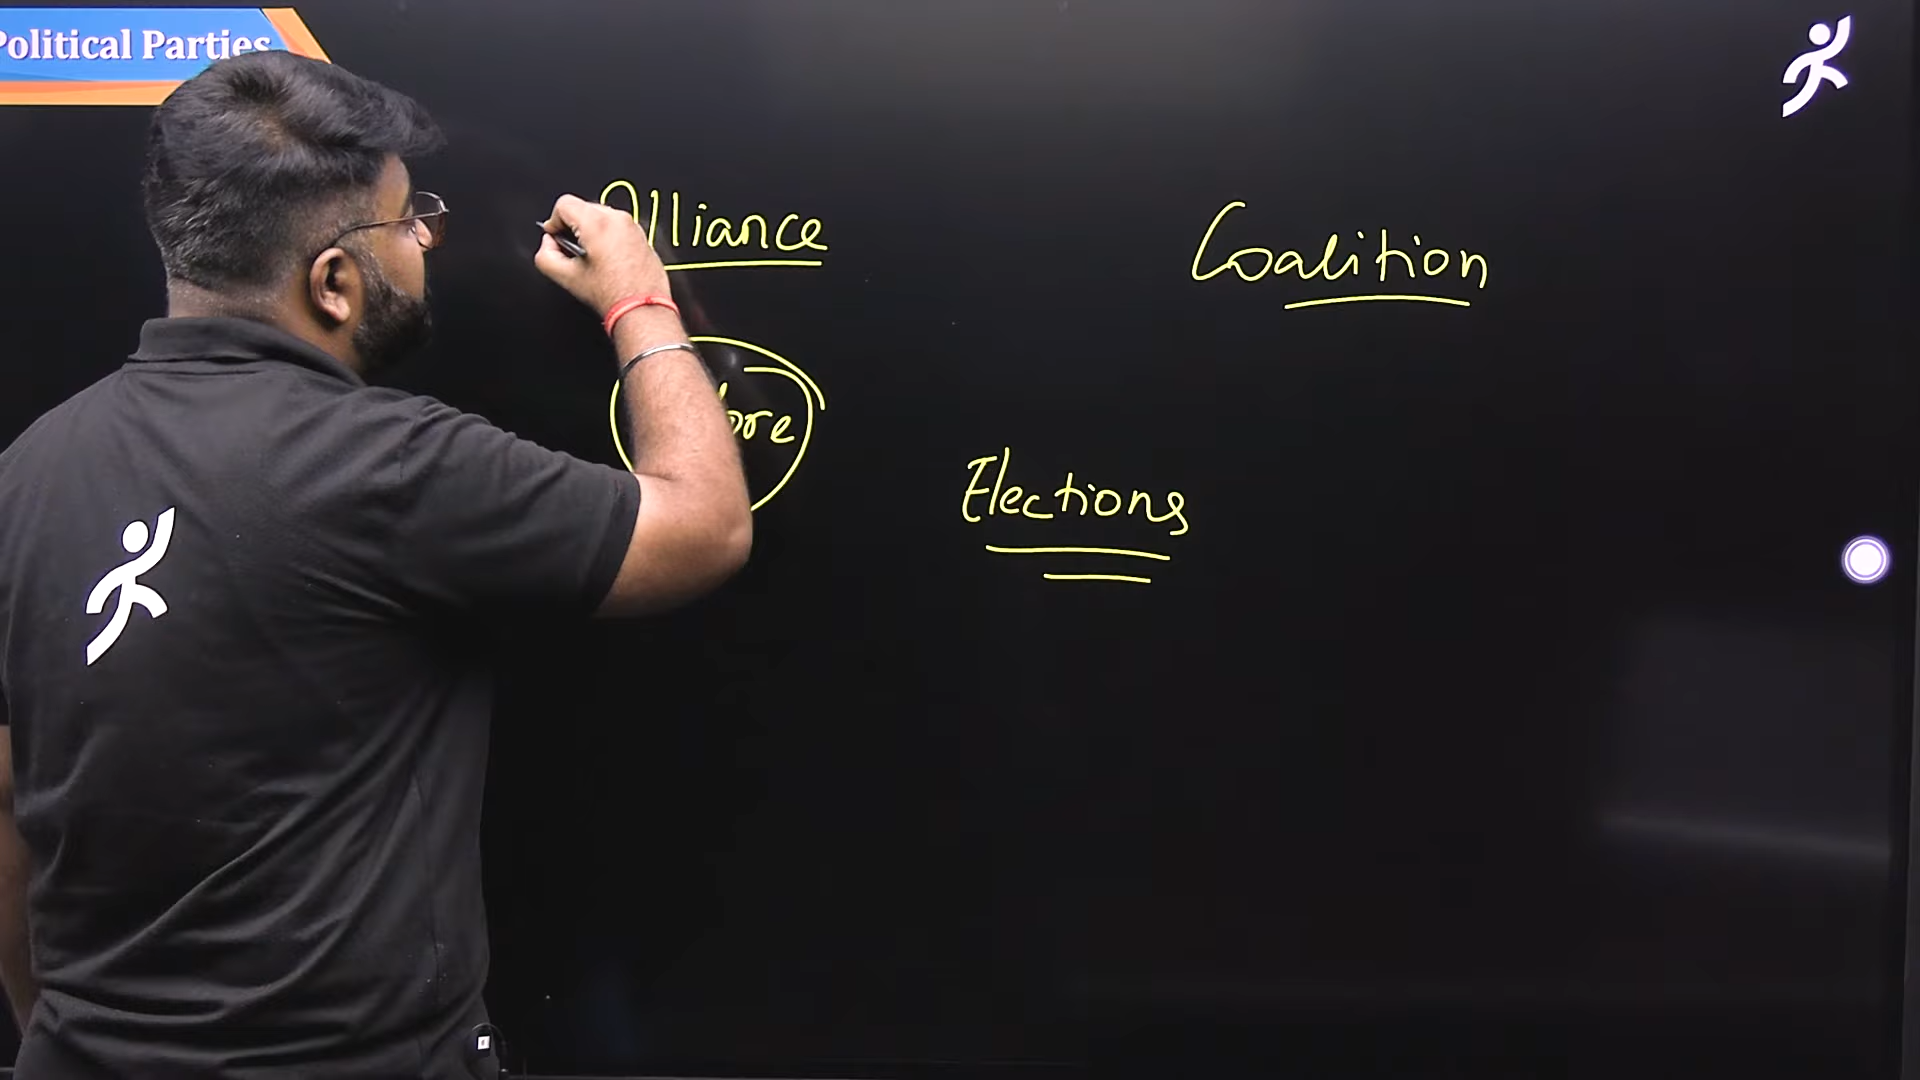 Political Parties
Alliance
Coalition
Elections